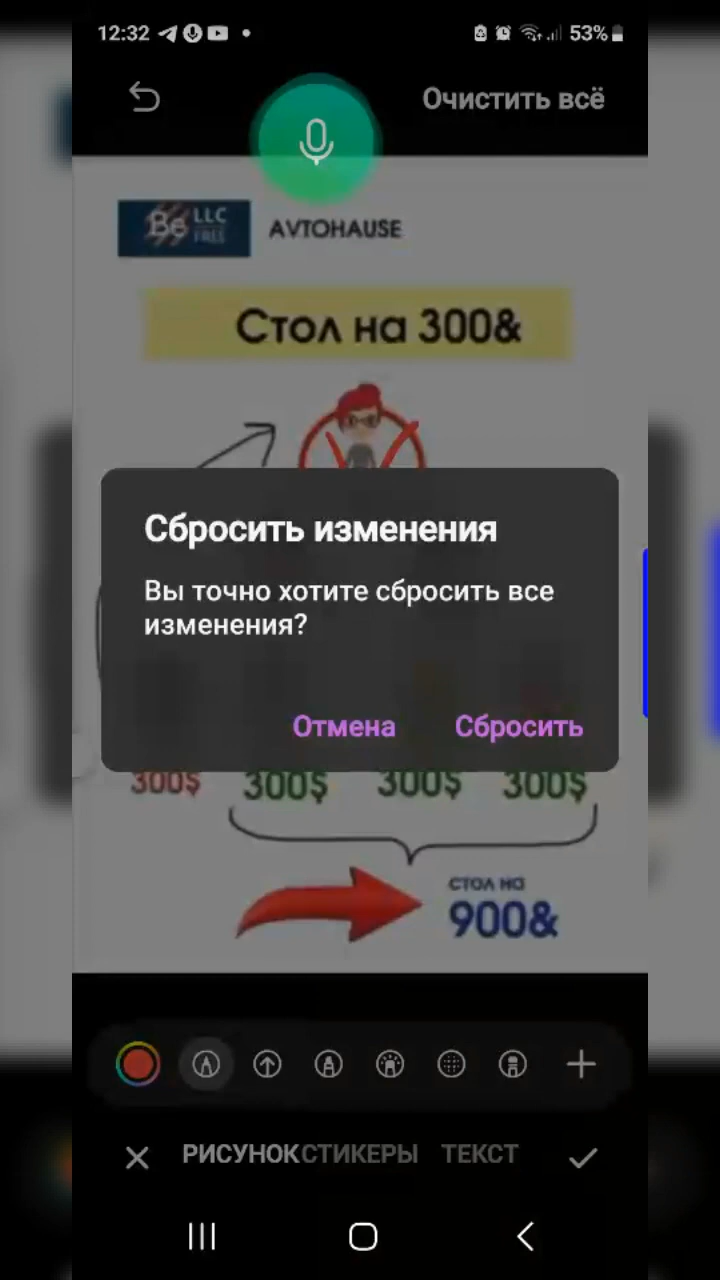 12:32
53%
Очистить всё
Be LLC
FREE
AVTOHAUSE
Стол на 300&
Сбросить изменения
Вы точно хотите сбросить все
изменения?
Отмена Сбросить
300$ 300$ 300$ 300$
СТОЛ НА
900&
РИСУНОК СТИКЕРЫ ТЕКСТ